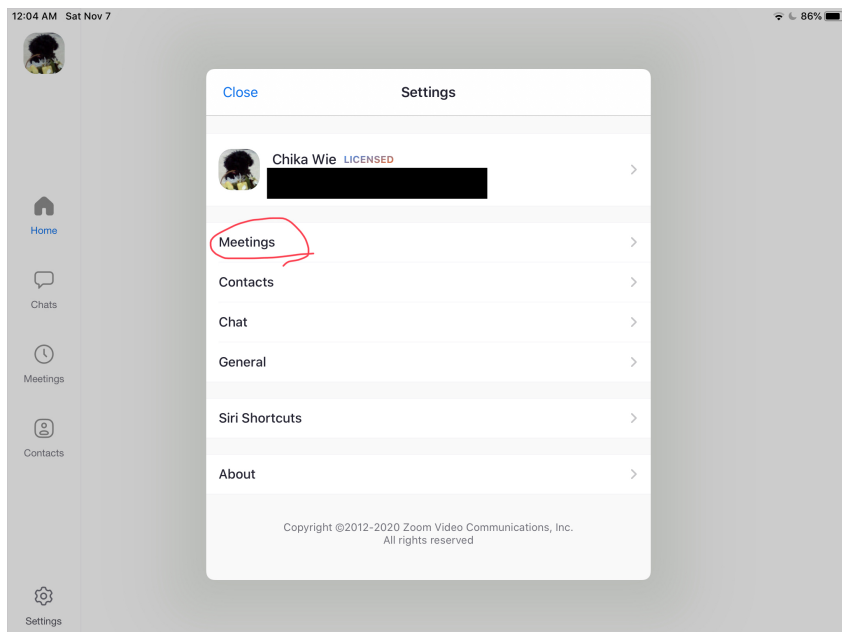 12:04 AM Sat Nov 7
86%
Close
Settings
Chika Wie LICENSED
Home
Meetings
Contacts
Chats
Chat
General
Meetings
Siri Shortcuts
Contacts
About
Copyright ©2012-2020 Zoom Video Communications, Inc.
All rights reserved
Settings